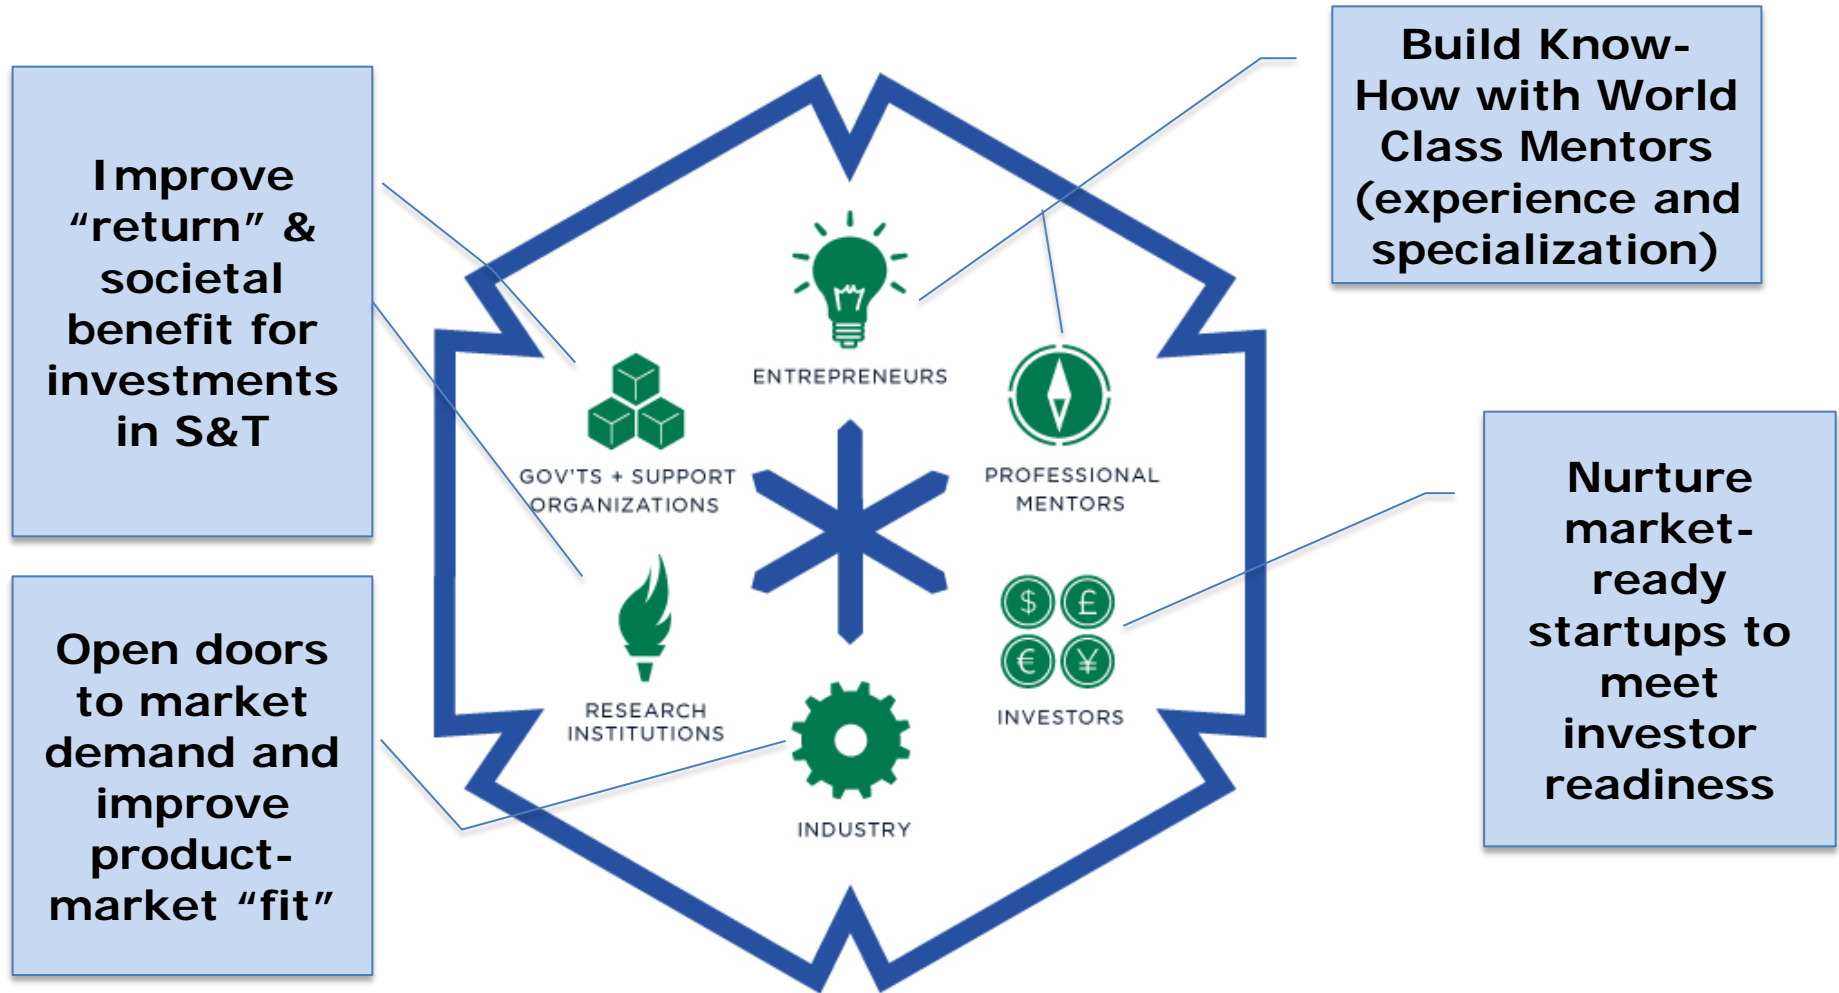 Improve
“return” &
societal
benefit for
investments
in S&T
Open doors
to market
demand and
improve
product-
market “fit”
ENTREPRENEURS
GOV'TS + SUPPORT
ORGANIZATIONS
PROFESSIONAL
MENTORS
RESEARCH
INSTITUTIONS
$ £
€ ¥
INVESTORS
INDUSTRY
Build Know-
How with World
Class Mentors
(experience and
specialization)
Nurture
market-
ready
startups to
meet
investor
readiness